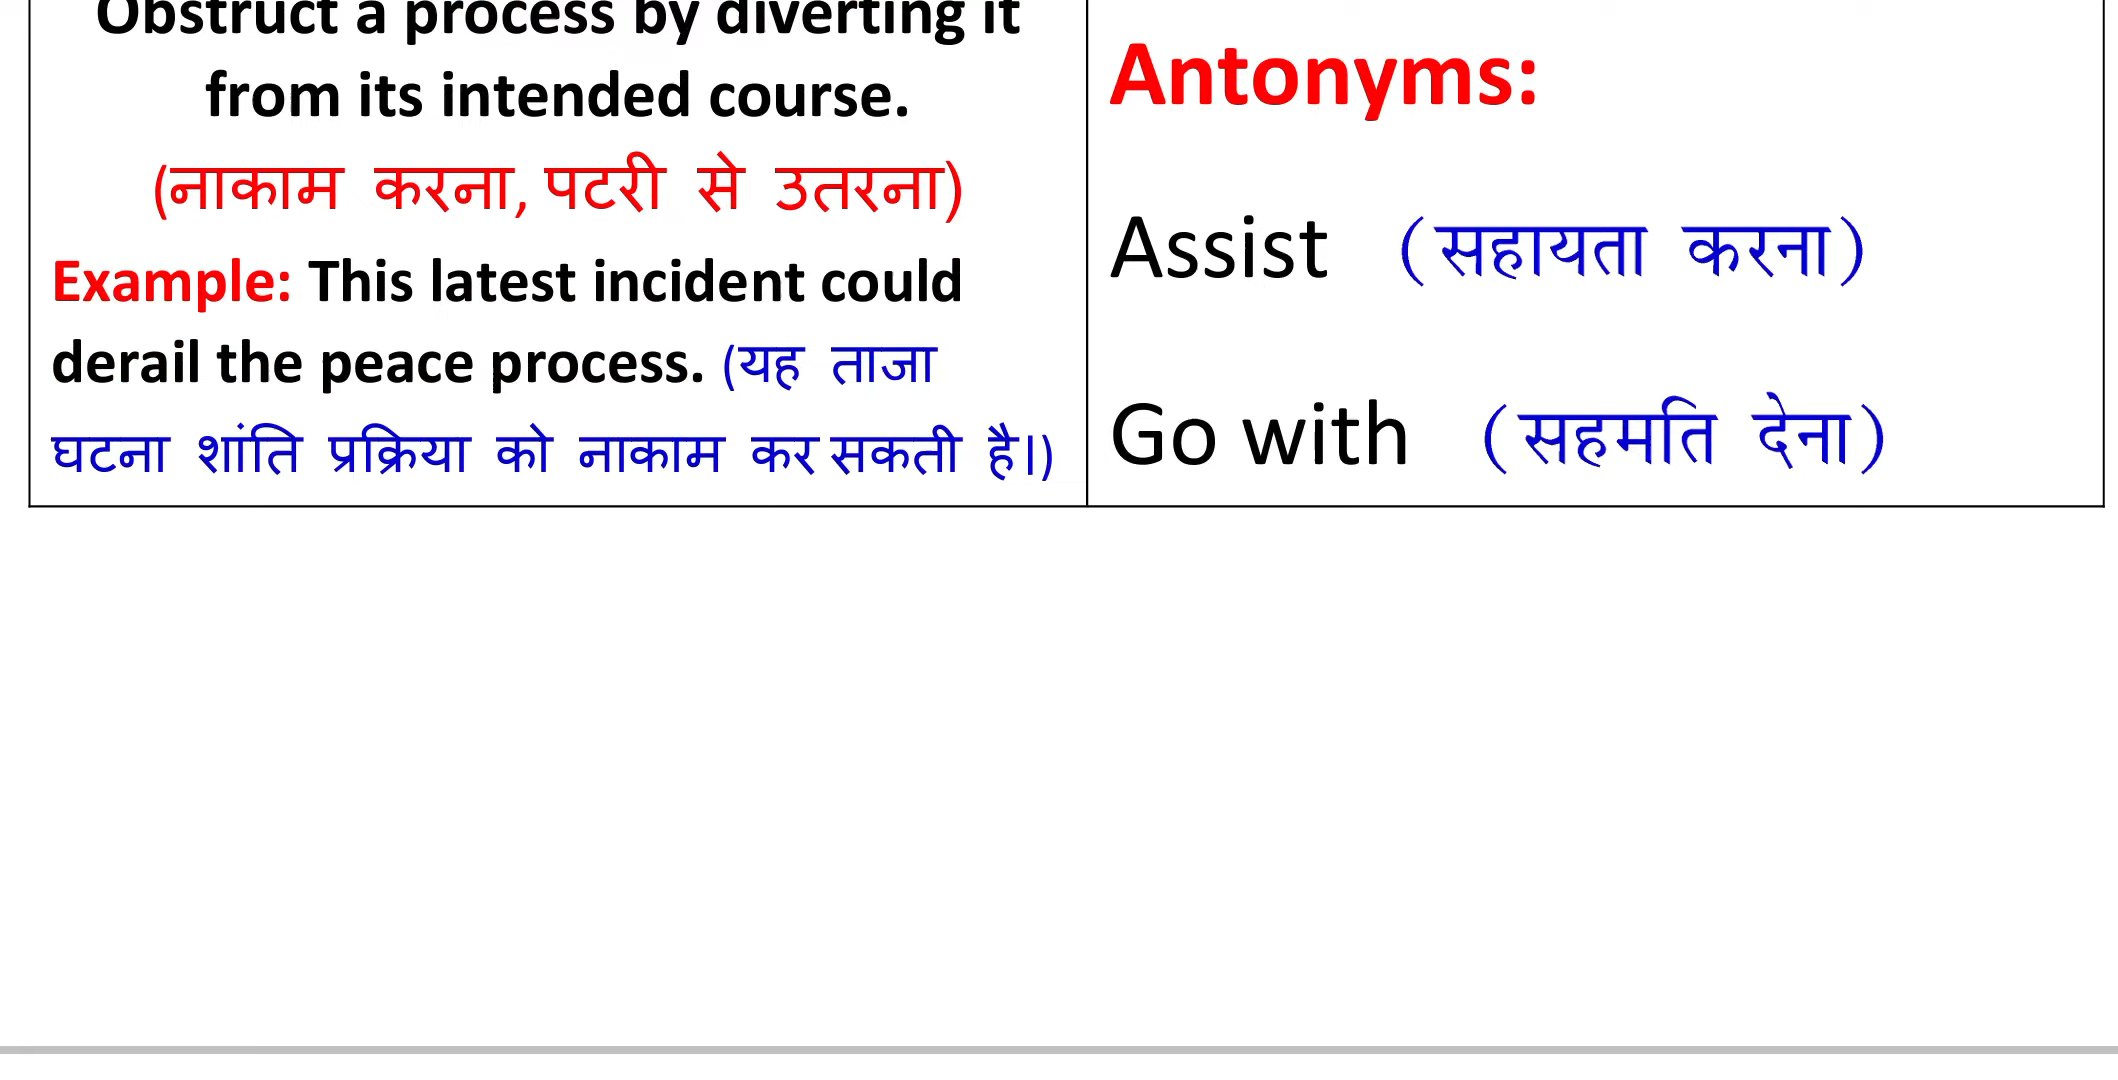 Obstruct a process by diverting it
from its intended course.
(नाकाम करना, पटरी से उतरना)
Example: This latest incident could
derail the peace process. (यह ताजा
घटना शांति प्रक्रिया को नाकाम कर सकती है।)
Antonyms:
Assist (सहायता करना)
Go with (सहमति देना)